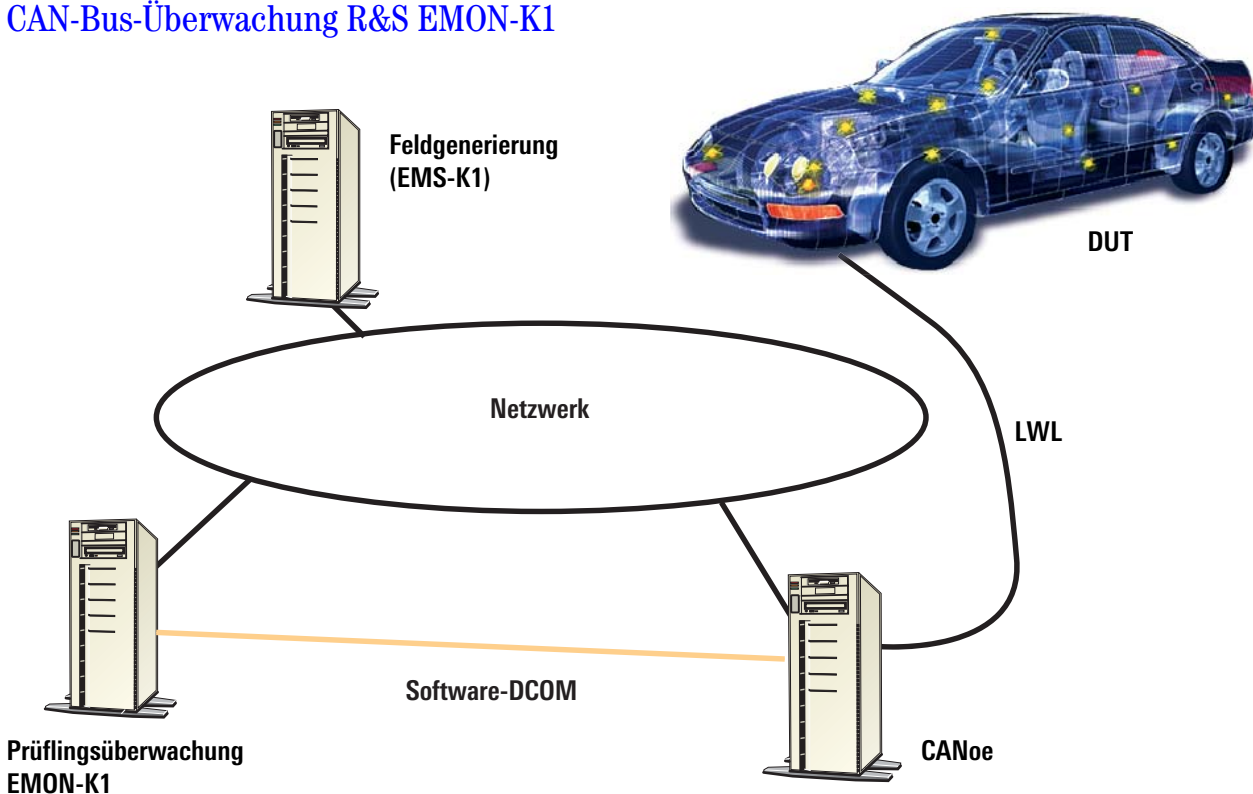 CAN-Bus-Überwachung R&S EMON-K1
Feldgenerierung
(EMS-K1)
DUT
Netzwerk
LWL
Software-DCOM
Prüflingsüberwachung
EMON-K1
CANoe